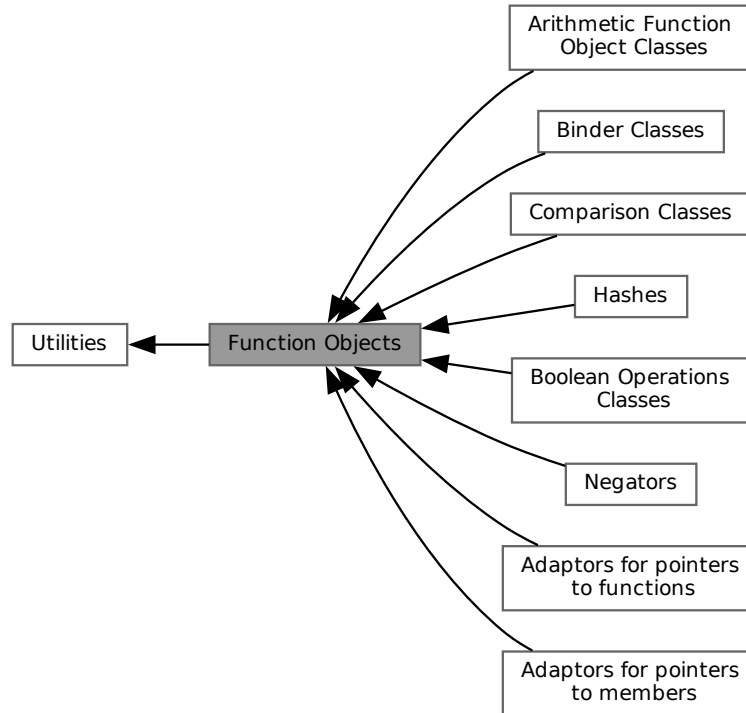 Arithmetic Function
Object Classes
Binder Classes
Comparison Classes
Hashes
Utilities
Function Objects
Boolean Operations
Classes
Negators
Adaptors for pointers
to functions
Adaptors for pointers
to members